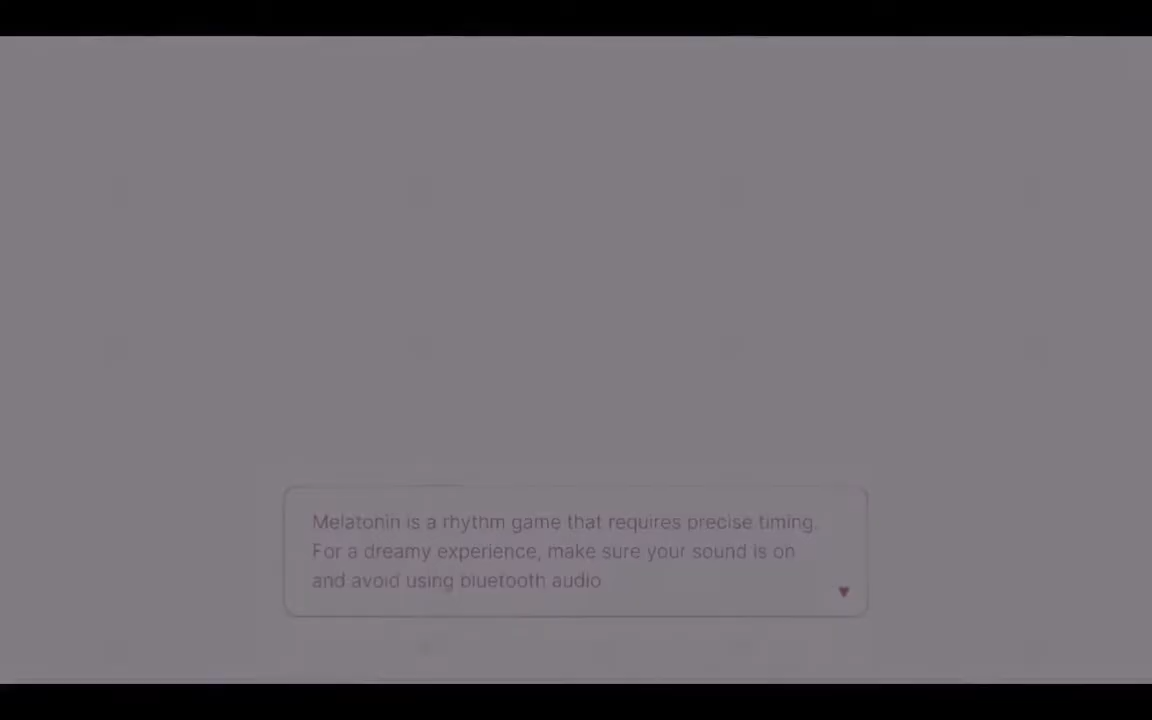 Melatonin is a rhythm game that requires precise timing.
For a dreamy experience, make sure your sound is on
and avoid using bluetooth audio